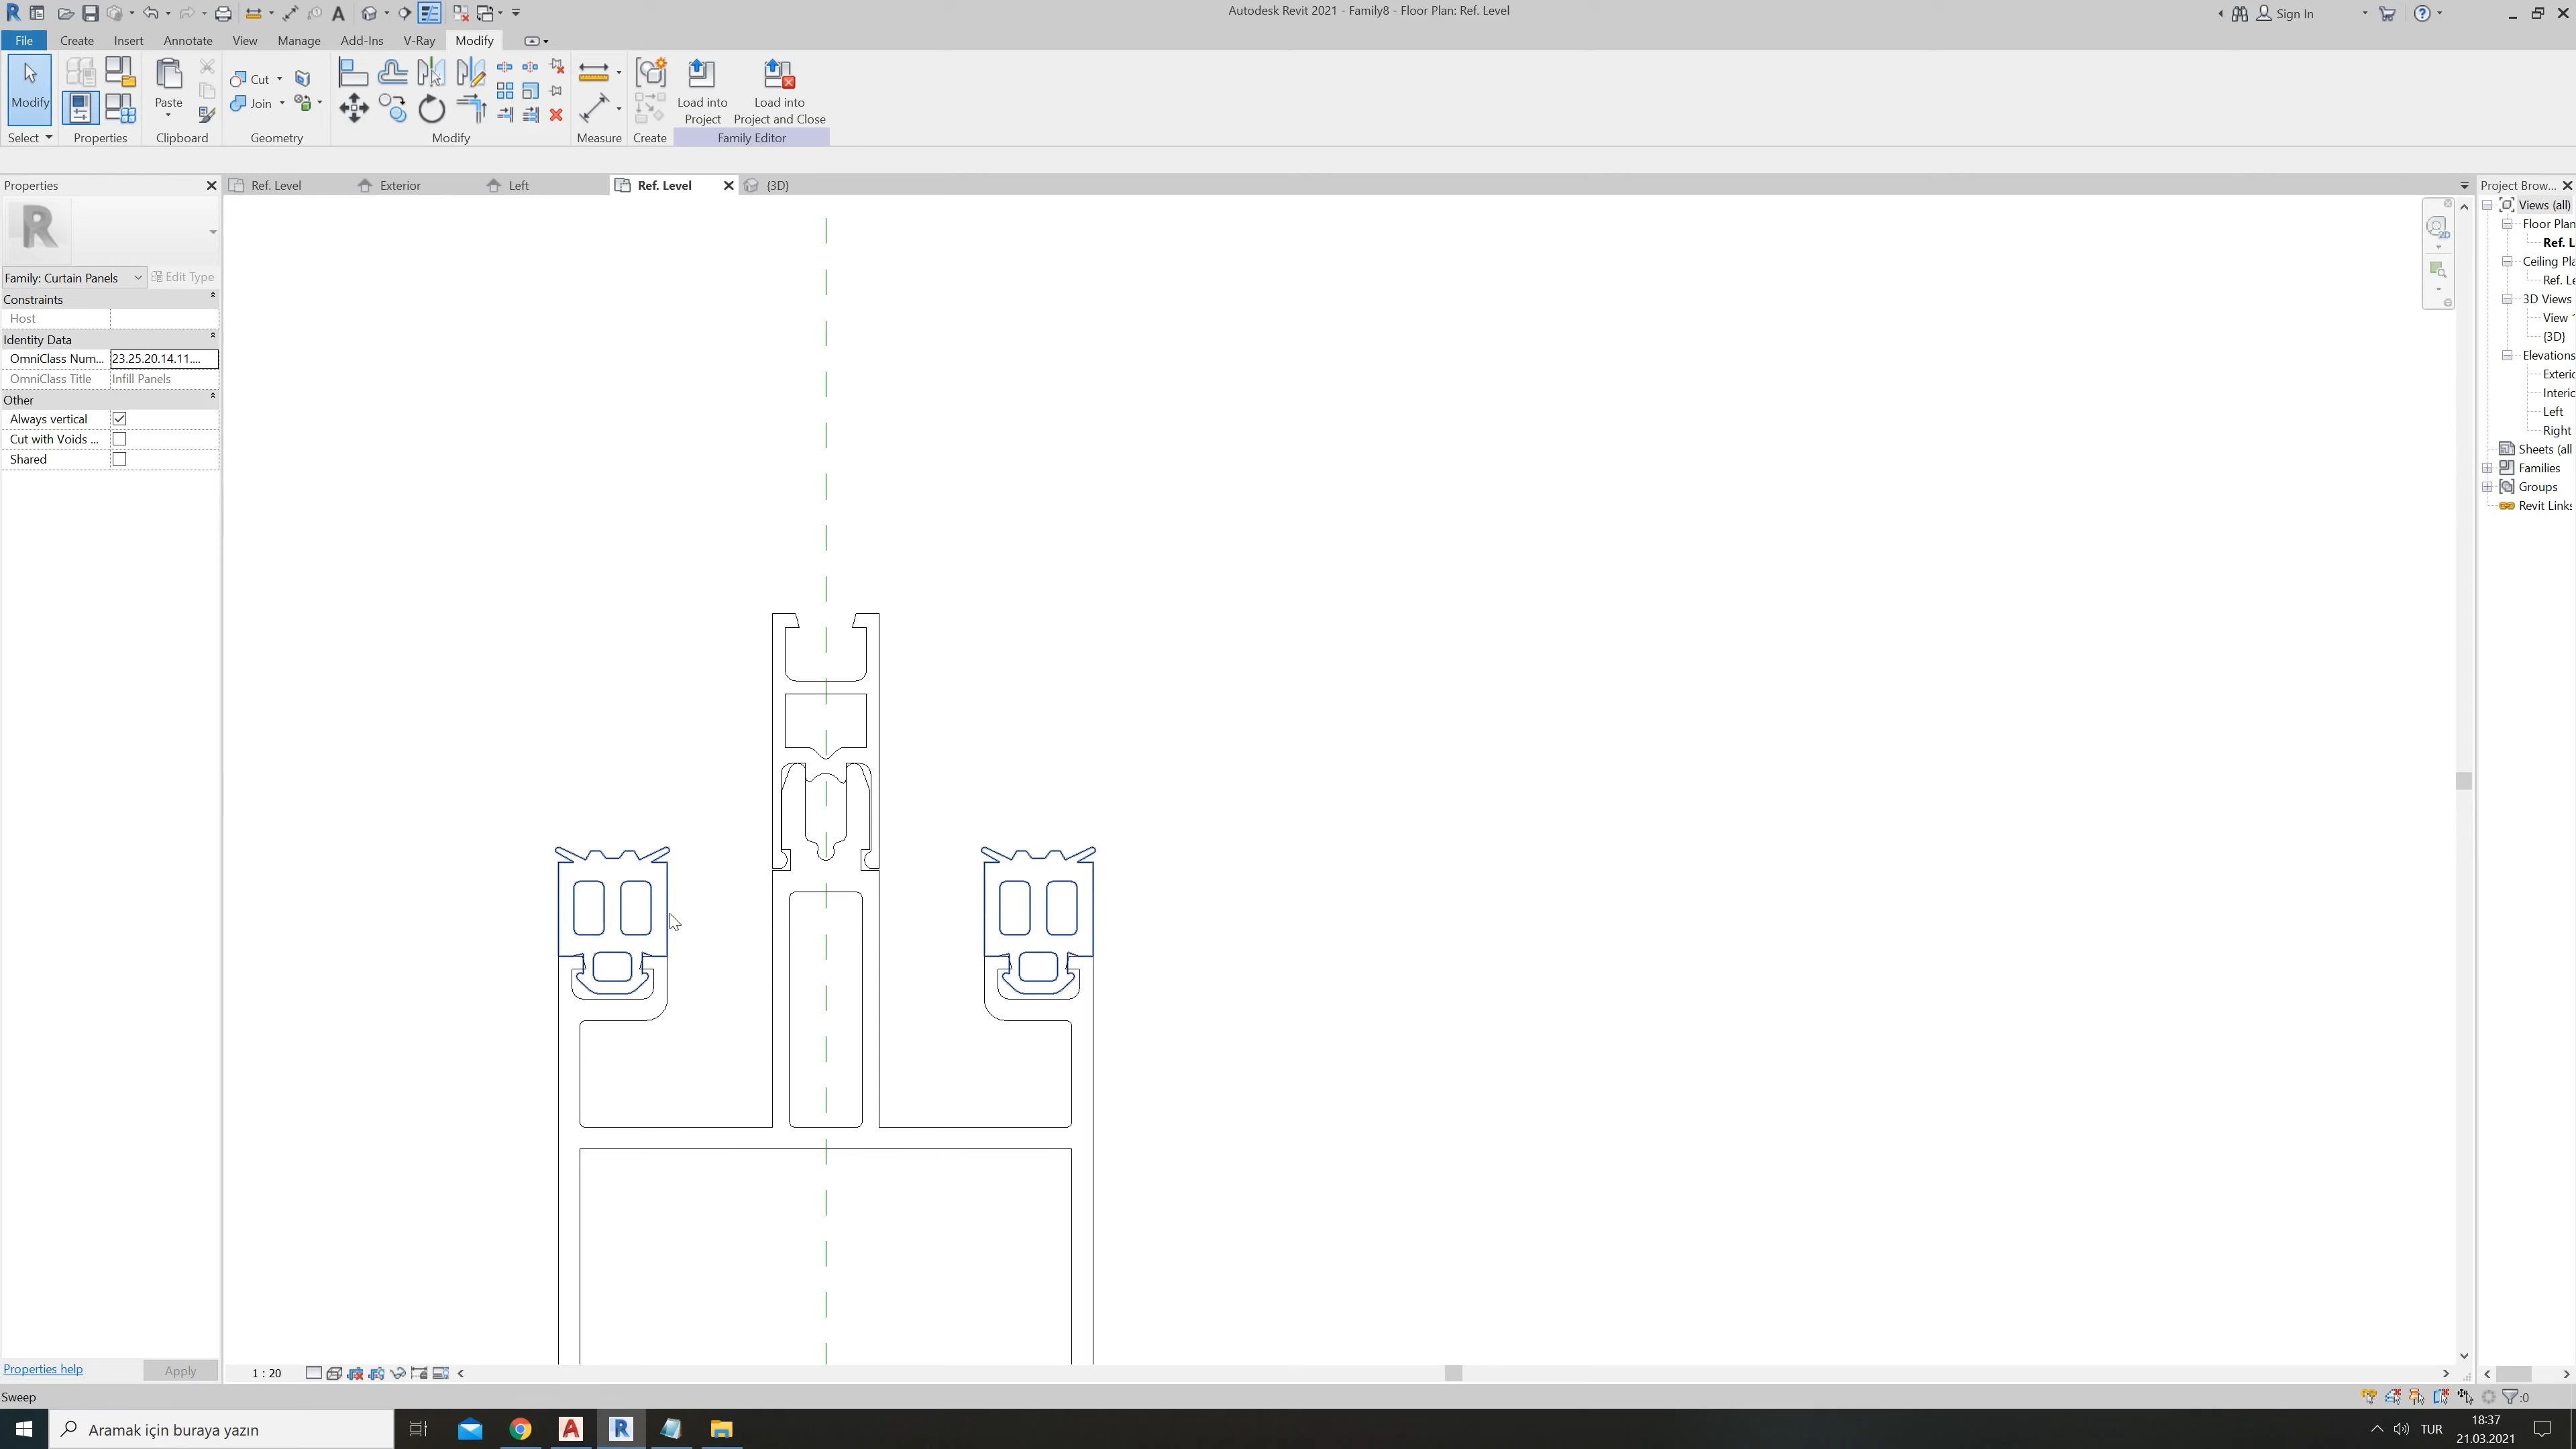 Autodesk Revit 2021 - Family8 - Floor Plan: Ref. Level
Sign In
File Create Insert Annotate View Manage Add-Ins V-Ray Modify
Modify
Paste
Cut
Join
Load into Project
Load into Project and Close
Select Properties Clipboard Geometry Modify Measure Create Family Editor
Properties
Ref. Level Exterior Left Ref. Level {3D}
Project Brow...
Family: Curtain Panels
Edit Type
Constraints
Host
Identity Data
OmniClass Num... 23.25.20.14.11....
OmniClass Title Infill Panels
Other
Always vertical
Cut with Voids ...
Shared
2D
Views (all)
Floor Plan
Ref. L
Ceiling Pla
Ref. Le
3D Views
View
{3D}
Elevations
Exterio
Interio
Left
Right
Sheets (all
Families
Groups
Revit Links
Properties help
Apply
1 : 20
Sweep
:0
Aramak için buraya yazın
TUR
18:37
21.03.2021